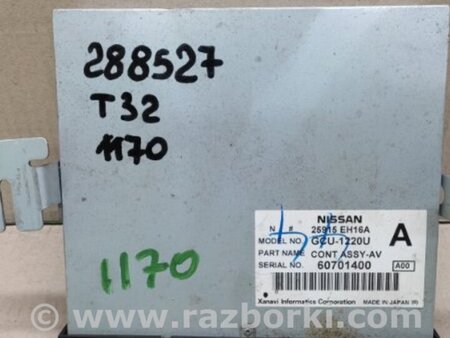 288527
T32
1170
1170
NISSAN
N # 25915 EH16A
MODEL NO. GCU-1220U
PART NAME CONT ASSY-AV
SERIAL NO. 60701400
A
A00
Xanavi Informatics Corporation MADE IN JAPAN (R)
www.razborki.com